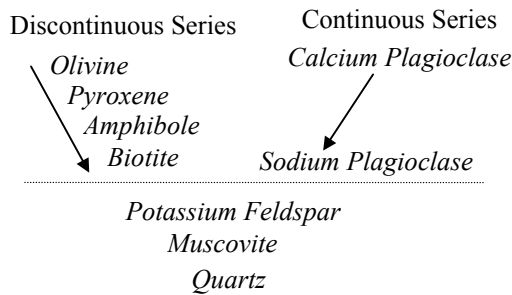 Discontinuous Series
Continuous Series
Olivine
Calcium Plagioclase
Pyroxene
Amphibole
Biotite
Sodium Plagioclase
Potassium Feldspar
Muscovite
Quartz